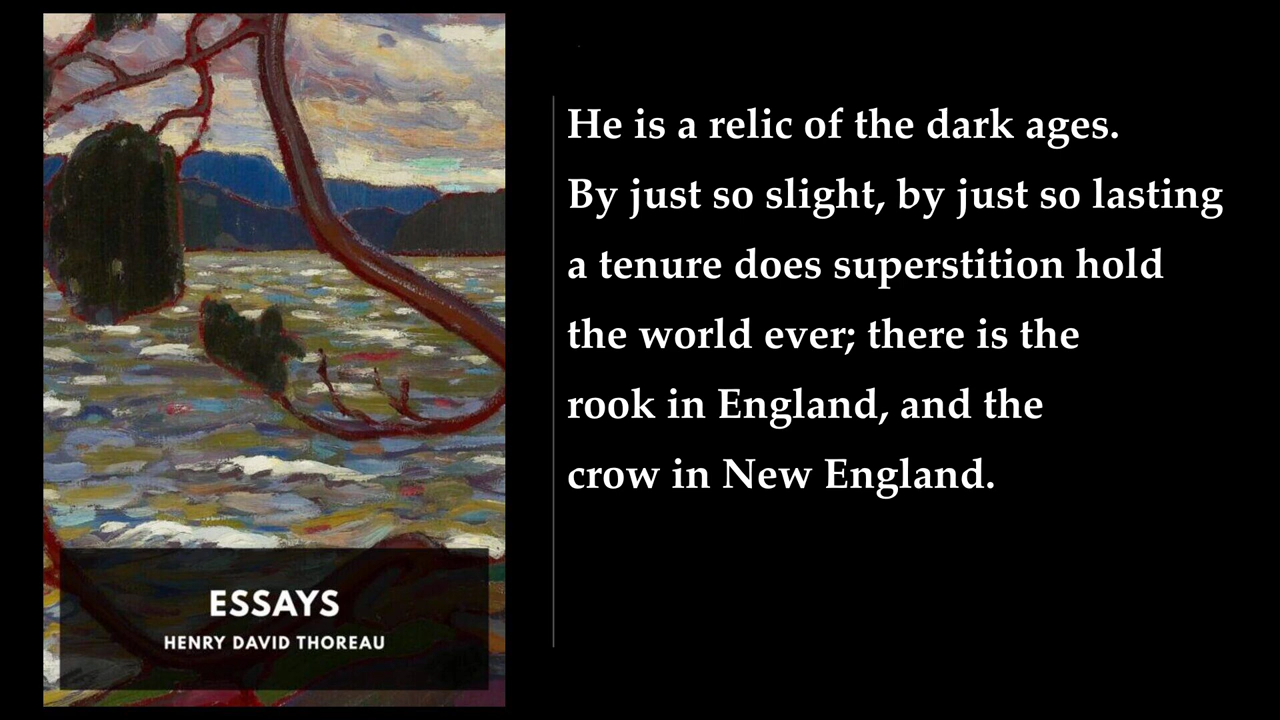 ESSAYS
HENRY DAVID THOREAU
He is a relic of the dark ages.
By just so slight, by just so lasting
a tenure does superstition hold
the world ever; there is the
rook in England, and the
crow in New England.